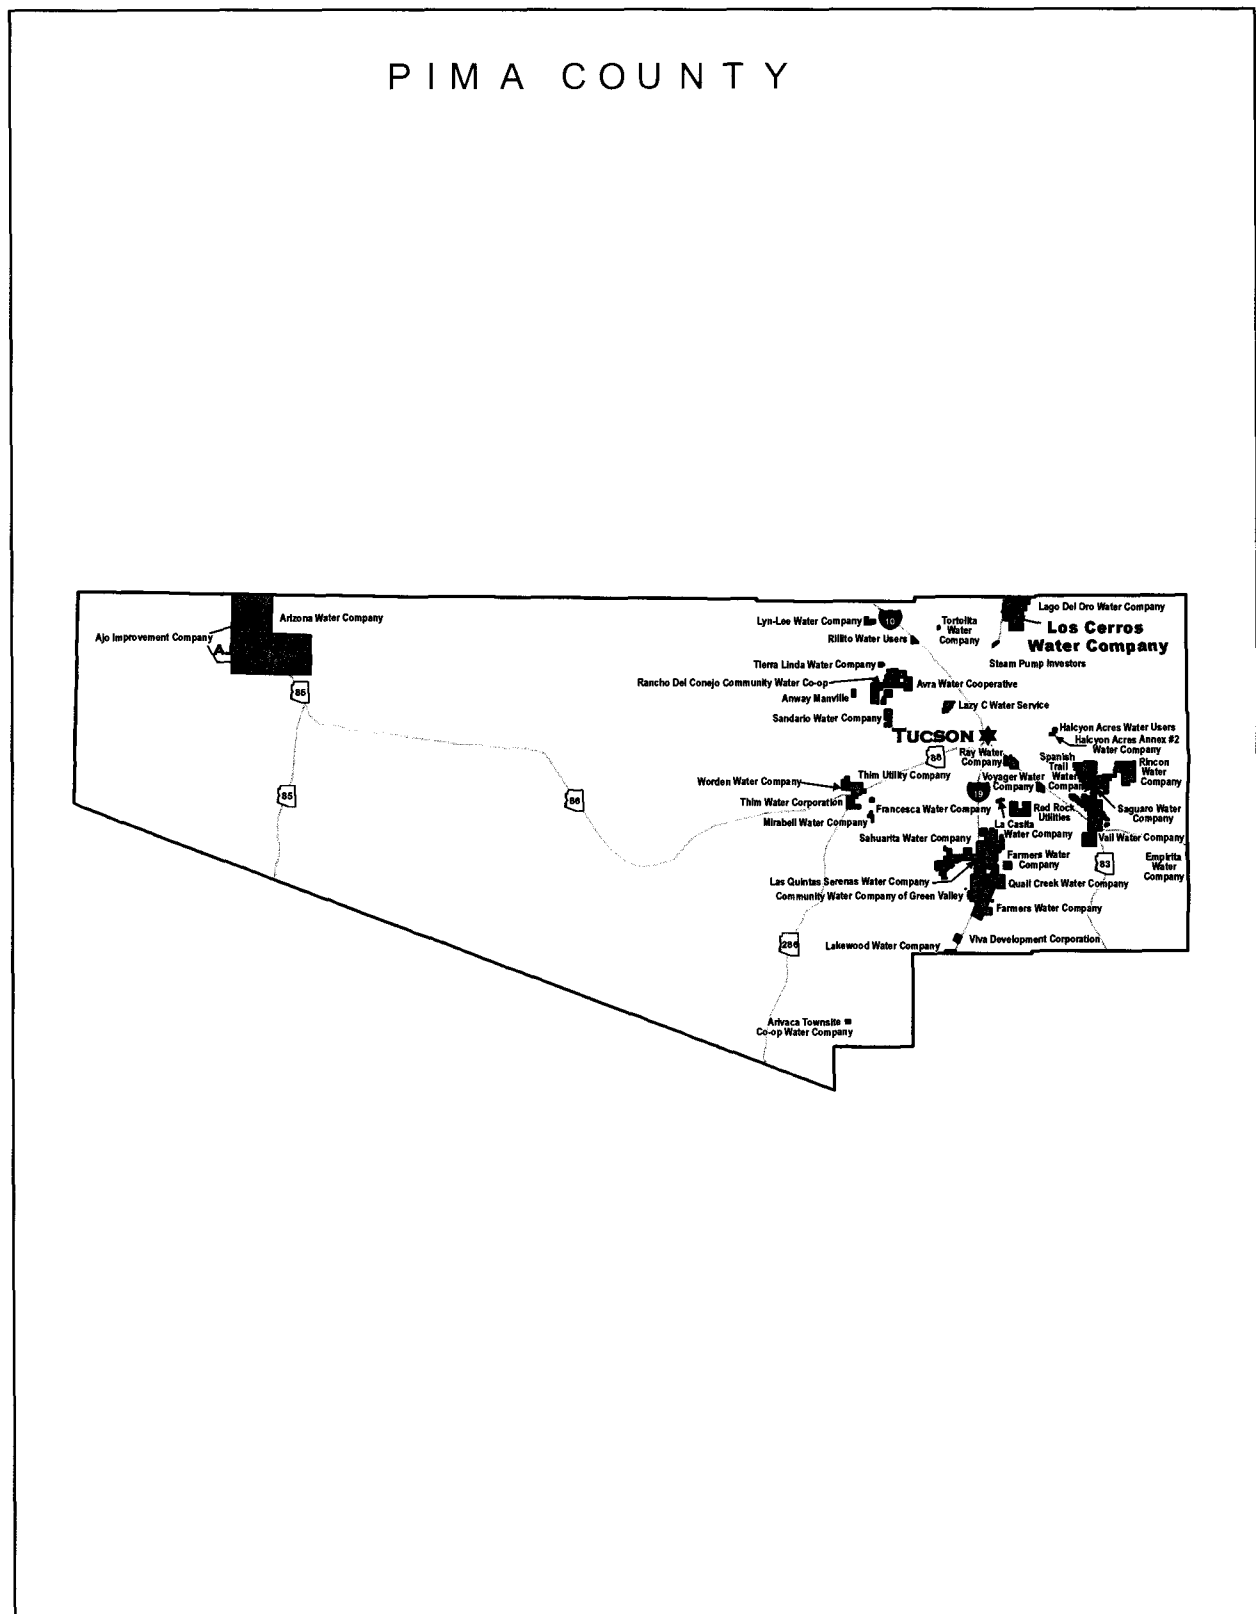 PIMA COUNTY
Arizona Water Company
Ajo Improvement Company
A
85
85
86
Lyn-Lee Water Company
10
Rillito Water Users
Tortolita
Water
Company
Lago Del Oro Water Company
Los Cerros
Water Company
Steam Pump Investors
Tierra Linda Water Company
Rancho Del Conejo Community Water Co-op
Avra Water Cooperative
Anway Manville
Lazy C Water Service
Sandario Water Company
TUCSON
86
Halcyon Acres Water Users
Halcyon Acres Annex #2
Water Company
Ray Water
Company
Spanish
Trail
Water
Company
Rincon
Water
Company
Thim Utility Company
Voyager Water
Company
Worden Water Company
19
Thim Water Corporation
Francesca Water Company
Mirabell Water Company
Red Rock
Utilities
Saguaro Water
Company
La Casita
Water Company
Vail Water Company
Sahuarita Water Company
Farmers Water
Company
83
Empirita
Water
Company
Las Quintas Serenas Water Company
Quail Creek Water Company
Community Water Company of Green Valley
Farmers Water Company
286
Lakewood Water Company
Viva Development Corporation
Arivaca Townsite
Co-op Water Company